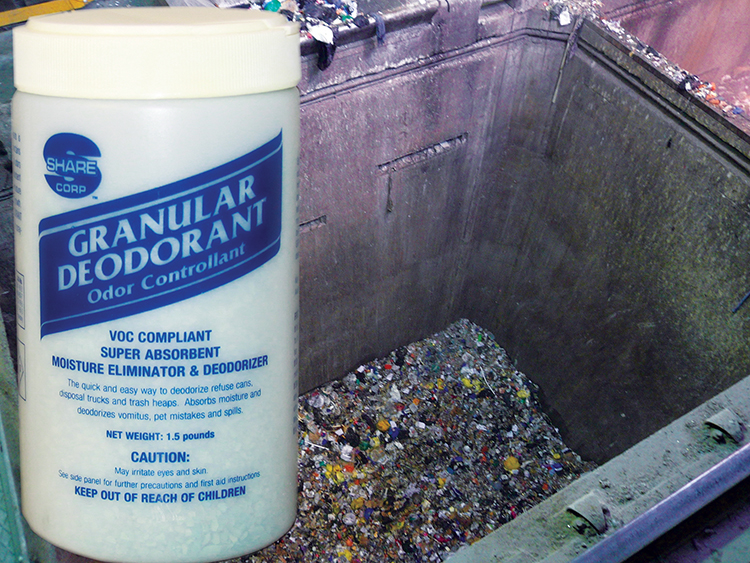 SHARE
CORP
TM
GRANULAR
DEODORANT
Odor Controllant
VOC COMPLIANT
SUPER ABSORBENT
MOISTURE ELIMINATOR & DEODORIZER
The quick and easy way to deodorize refuse cans,
disposal trucks and trash heaps. Absorbs moisture and
deodorizes vomitus, pet mistakes and spills.
NET WEIGHT: 1.5 pounds
CAUTION:
May irritate eyes and skin.
See side panel for further precautions and first aid instructions.
KEEP OUT OF REACH OF CHILDREN